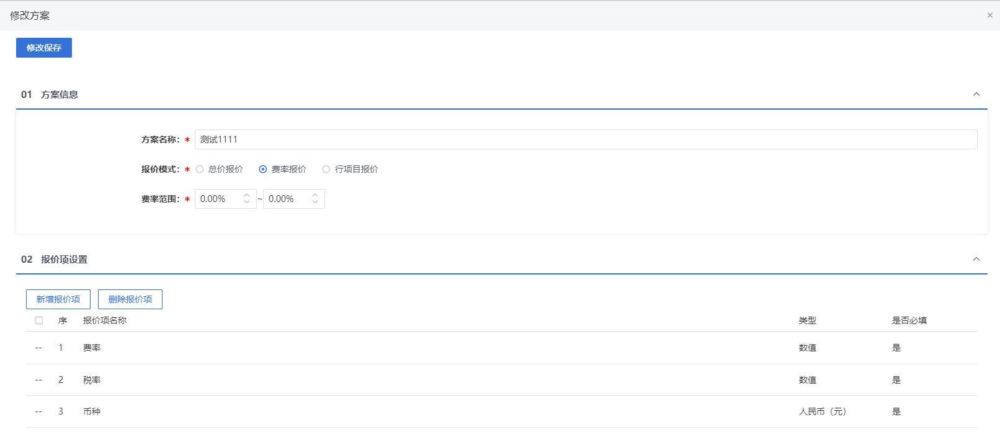 修改方案
修改保存
01 方案信息
方案名称： * 测试1111
报价模式： * 总价报价 费率报价 行项目报价
费率范围： * 0.00% ~ 0.00%
02 报价项设置
新增报价项 删除报价项
序 报价项名称 类型 是否必填
-- 1 费率 数值 是
-- 2 税率 数值 是
-- 3 币种 人民币（元） 是